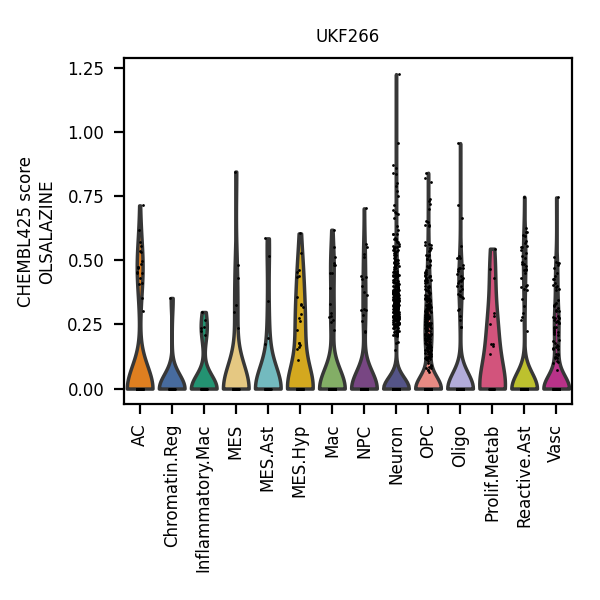 UKF266
CHEMBL425 score
OLSALAZINE
1.25
1.00
0.75
0.50
0.25
0.00
AC
Chromatin.Reg
Inflammatory.Mac
MES
MES.Ast
MES.Hyp
Mac
NPC
Neuron
OPC
Oligo
Prolif.Metab
Reactive.Ast
Vasc